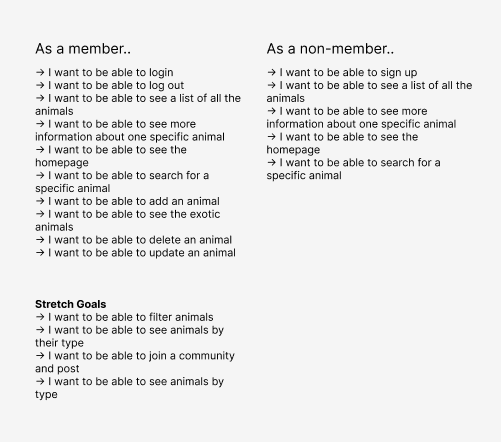 As a member..
→ I want to be able to login
→ I want to be able to log out
→ I want to be able to see a list of all the
animals
→ I want to be able to see more
information about one specific animal
→ I want to be able to see the
homepage
→ I want to be able to search for a
specific animal
→ I want to be able to add an animal
→ I want to be able to see the exotic
animals
→ I want to be able to delete an animal
→ I want to be able to update an animal
Stretch Goals
→ I want to be able to filter animals
→ I want to be able to see animals by
their type
→ I want to be able to join a community
and post
→ I want to be able to see animals by
type
As a non-member..
→ I want to be able to sign up
→ I want to be able to see a list of all the
animals
→ I want to be able to see more
information about one specific animal
→ I want to be able to see the
homepage
→ I want to be able to search for a
specific animal